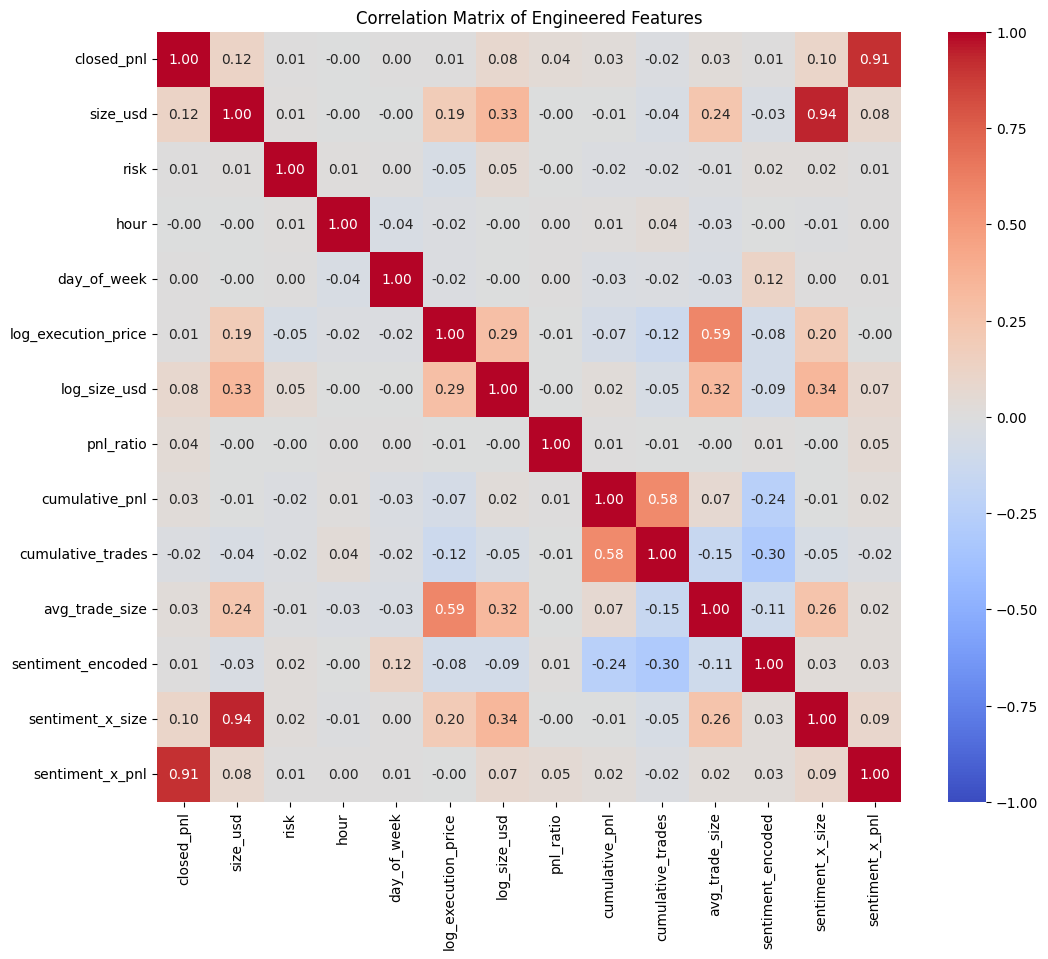 Correlation Matrix of Engineered Features
closed_pnl 1.00 0.12 0.01 -0.00 0.00 0.01 0.08 0.04 0.03 -0.02 0.03 0.01 0.10 0.91
size_usd 0.12 1.00 0.01 -0.00 -0.00 0.19 0.33 -0.00 -0.01 -0.04 0.24 -0.03 0.94 0.08
risk 0.01 0.01 1.00 0.01 0.00 -0.05 0.05 -0.00 -0.02 -0.02 -0.01 0.02 0.02 0.01
hour -0.00 -0.00 0.01 1.00 -0.04 -0.02 -0.00 0.00 0.01 0.04 -0.03 -0.00 -0.01 0.00
day_of_week 0.00 -0.00 0.00 -0.04 1.00 -0.02 -0.00 0.00 -0.03 -0.02 -0.03 0.12 0.00 0.01
log_execution_price 0.01 0.19 -0.05 -0.02 -0.02 1.00 0.29 -0.01 -0.07 -0.12 0.59 -0.08 0.20 -0.00
log_size_usd 0.08 0.33 0.05 -0.00 -0.00 0.29 1.00 -0.00 0.02 -0.05 0.32 -0.09 0.34 0.07
pnl_ratio 0.04 -0.00 -0.00 0.00 0.00 -0.01 -0.00 1.00 0.01 -0.01 -0.00 0.01 -0.00 0.05
cumulative_pnl 0.03 -0.01 -0.02 0.01 -0.03 -0.07 0.02 0.01 1.00 0.58 0.07 -0.24 -0.01 0.02
cumulative_trades -0.02 -0.04 -0.02 0.04 -0.02 -0.12 -0.05 -0.01 0.58 1.00 -0.15 -0.30 -0.05 -0.02
avg_trade_size 0.03 0.24 -0.01 -0.03 -0.03 0.59 0.32 -0.00 0.07 -0.15 1.00 -0.11 0.26 0.02
sentiment_encoded 0.01 -0.03 0.02 -0.00 0.12 -0.08 -0.09 0.01 -0.24 -0.30 -0.11 1.00 0.03 0.03
sentiment_x_size 0.10 0.94 0.02 -0.01 0.00 0.20 0.34 -0.00 -0.01 -0.05 0.26 0.03 1.00 0.09
sentiment_x_pnl 0.91 0.08 0.01 0.00 0.01 -0.00 0.07 0.05 0.02 -0.02 0.02 0.03 0.09 1.00
closed_pnl
size_usd
risk
hour
day_of_week
log_execution_price
log_size_usd
pnl_ratio
cumulative_pnl
cumulative_trades
avg_trade_size
sentiment_encoded
sentiment_x_size
sentiment_x_pnl
1.00
0.75
0.50
0.25
0.00
−0.25
−0.50
−0.75
−1.00